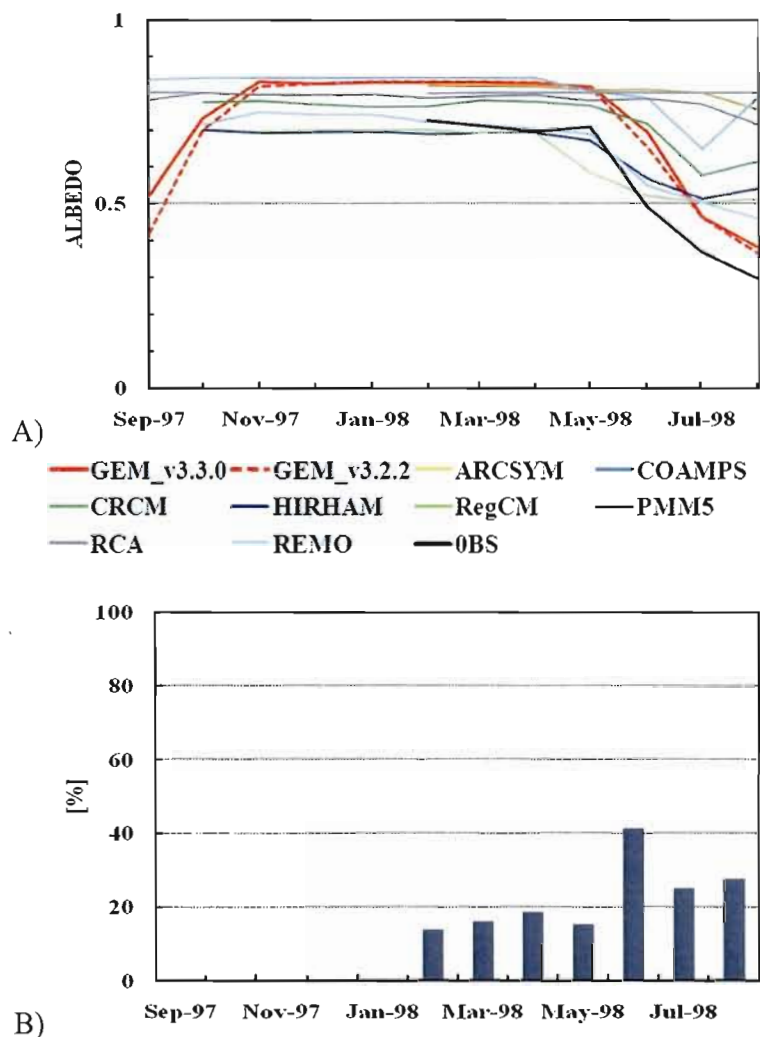 1
0.5
0
ALBEDO
Sep-97 Nov-97 Jan-98 Mar-98 May-98 Jul-98
A)
GEM_v3.3.0 GEM_v3.2.2 ARCSYM COAMPS
CRCM HIRHAM RegCM PMM5
RCA REMO 0BS
100
80
60
40
20
0
[%]
Sep-97 Nov-97 Jan-98 Mar-98 May-98 Jul-98
B)